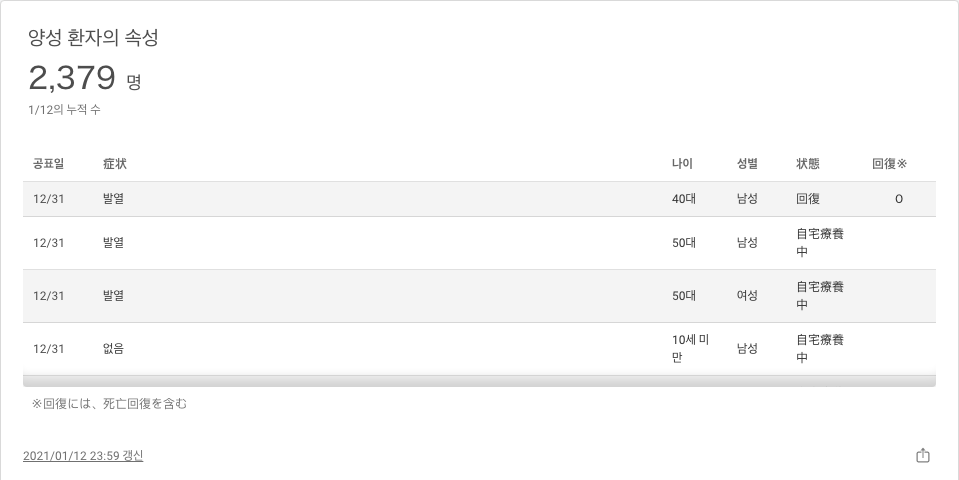 양성 환자의 속성
2,379 명
1/12의 누적 수
공표일 症状 나이 성별 状態 回復※
12/31 발열 40대 남성 回復 O
12/31 발열 50대 남성 自宅療養
中
12/31 발열 50대 여성 自宅療養
中
12/31 없음 10세 미 남성 自宅療養
만 中
※回復には、死亡回復を含む
2021/01/12 23:59 갱신